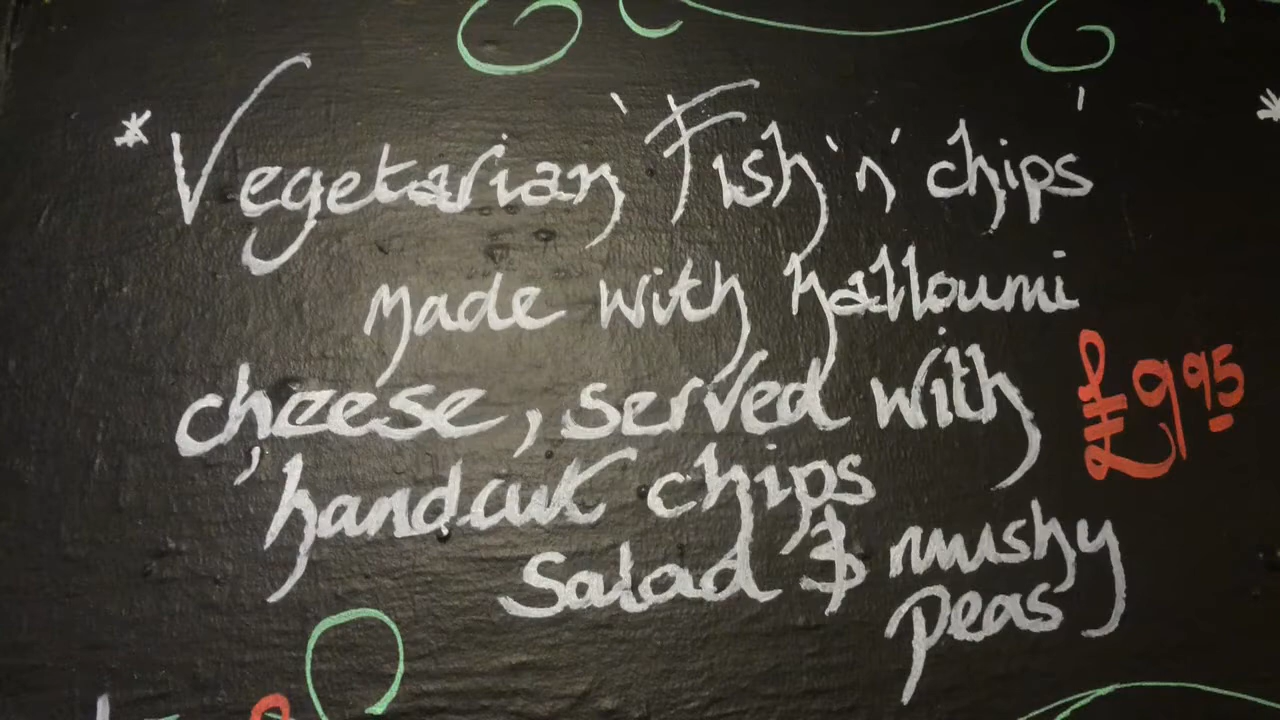 * Vegetarian 'Fish 'n' chips' *
made with halloumi
cheese, served with
handcut chips
Salad & mushy
peas
£9.95